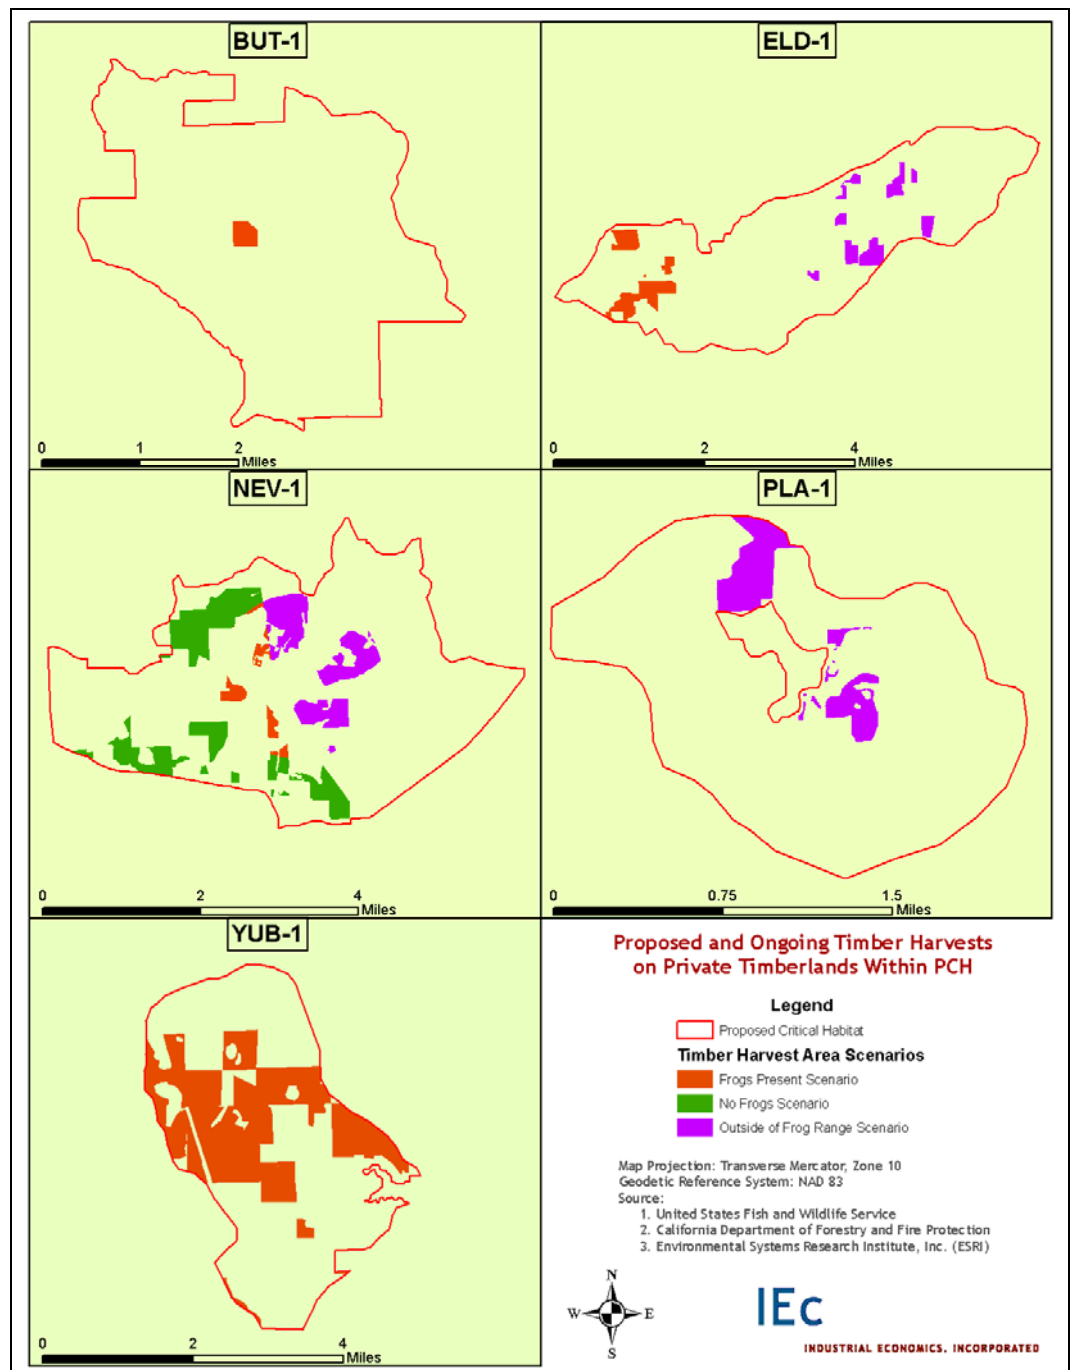 BUT-1
0 1 2
Miles
ELD-1
0 2 4
Miles
NEV-1
0 2 4
Miles
PLA-1
0 0.75 1.5
Miles
YUB-1
0 2 4
Miles
Proposed and Ongoing Timber Harvests
on Private Timberlands Within PCH
Legend
Proposed Critical Habitat
Timber Harvest Area Scenarios
Frogs Present Scenario
No Frogs Scenario
Outside of Frog Range Scenario
Map Projection: Transverse Mercator, Zone 10
Geodetic Reference System: NAD 83
Source:
1. United States Fish and Wildlife Service
2. California Department of Forestry and Fire Protection
3. Environmental Systems Research Institute, Inc. (ESRI)
N
W E
S
IEc
INDUSTRIAL ECONOMICS, INCORPORATED